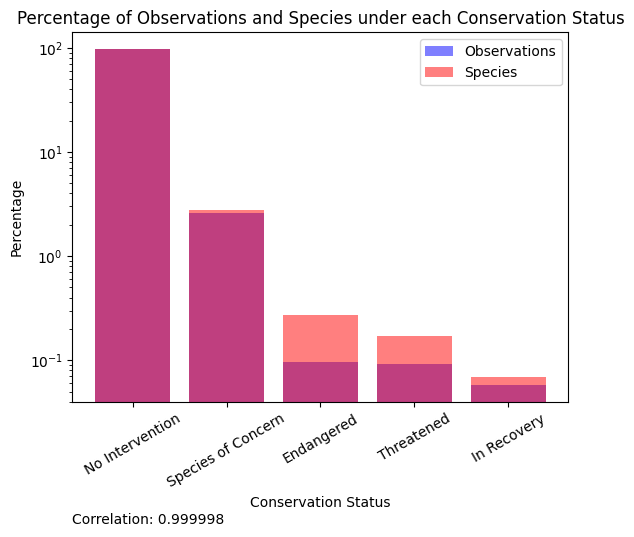 Percentage of Observations and Species under each Conservation Status
Observations
Species
Percentage
10²
10¹
10⁰
10⁻¹
No Intervention
Species of Concern
Endangered
Threatened
In Recovery
Conservation Status
Correlation: 0.999998